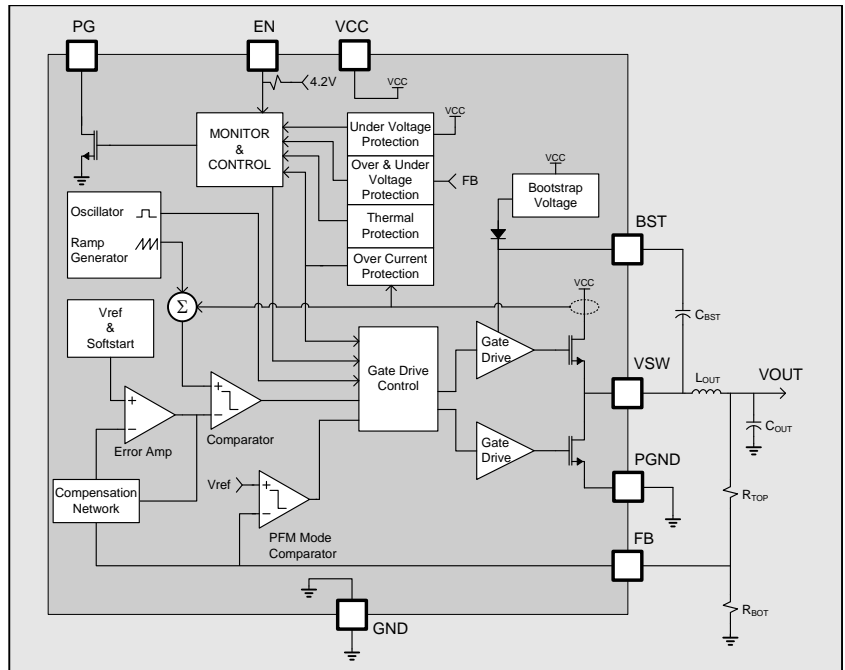 PG
EN
VCC
4.2V
VCC
MONITOR
&
CONTROL
Under Voltage
Protection
VCC
Over & Under
Voltage
Protection
FB
Thermal
Protection
Over Current
Protection
VCC
Bootstrap
Voltage
BST
Oscillator
Ramp
Generator
Σ
VCC
CBST
Vref
&
Softstart
Gate Drive
Control
Gate
Drive
VSW
LOUT
VOUT
COUT
+
−
Error Amp
+
−
Comparator
Gate
Drive
PGND
Compensation
Network
Vref
+
−
PFM Mode
Comparator
RTOP
FB
RBOT
GND